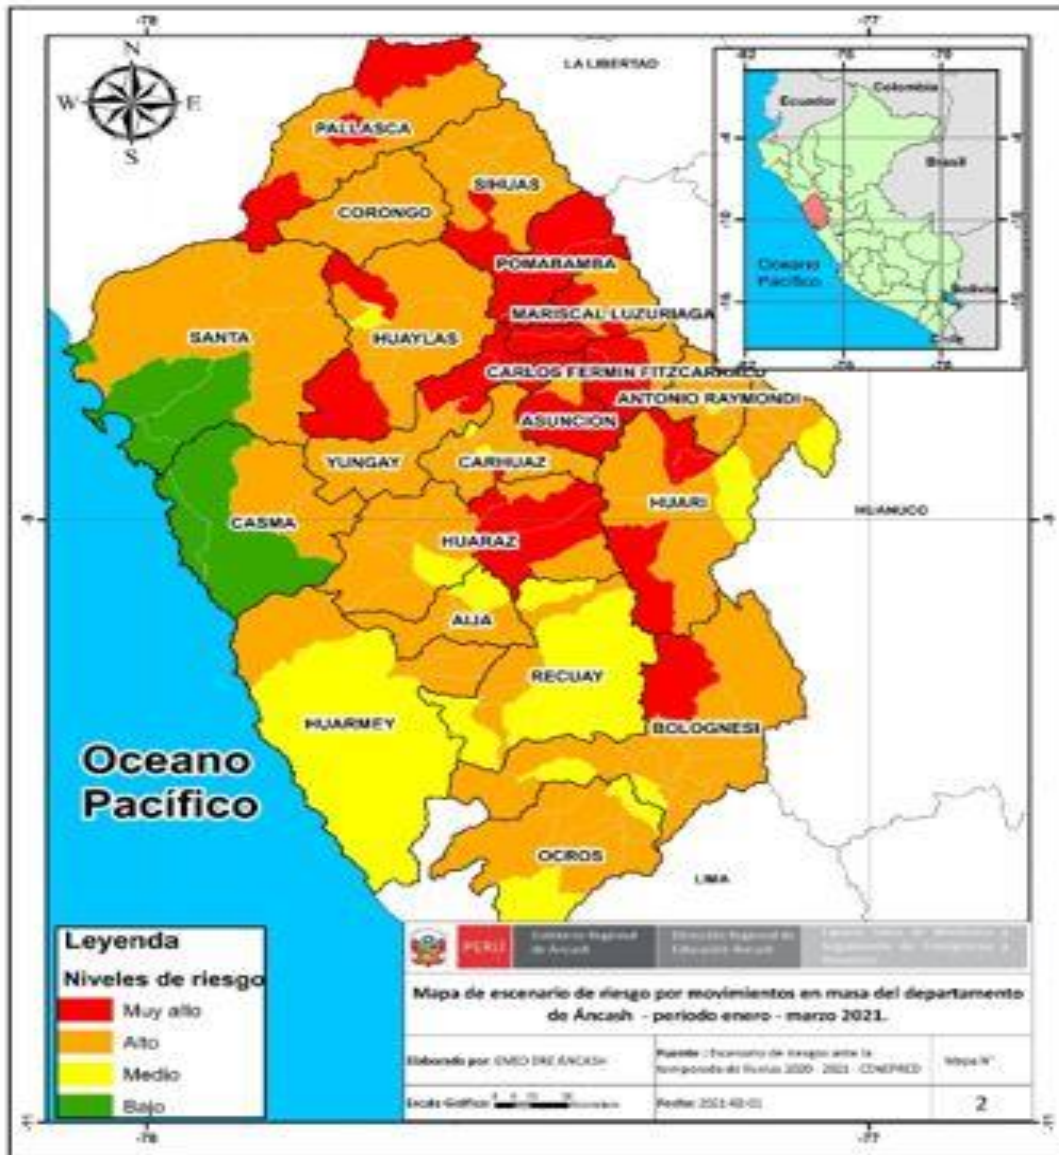 -78
-77
N
W
E
S
LA LIBERTAD
PALLASCA
SIHUAS
CORONGO
POMABAMBA
MARISCAL LUZURIAGA
SANTA
HUAYLAS
CARLOS FERMIN FITZCARRALD
ANTONIO RAYMONDI
ASUNCION
YUNGAY
CARHUAZ
HUARI
HUANUCO
CASMA
HUARAZ
AIJA
RECUAY
HUARMEY
BOLOGNESI
OCROS
LIMA
Oceano
Pacífico
Ecuador
Colombia
Brasil
Oceano
Pacífico
Bolivia
Chile
Leyenda
Niveles de riesgo
Muy alto
Alto
Medio
Bajo
PERÚ
Gobierno Regional
de Áncash
Dirección Regional de
Educación Áncash
Mapa de escenario de riesgo por movimientos en masa del departamento
de Áncash - periodo enero - marzo 2021.
Elaborado por
DRE ÁNCASH
Fuente : Escenario de riesgos ante la
temporada de lluvias 2020 - 2021 - CENEPRED
Mapa N°
Escala Gráfica:
Fecha:
2
-78
-77